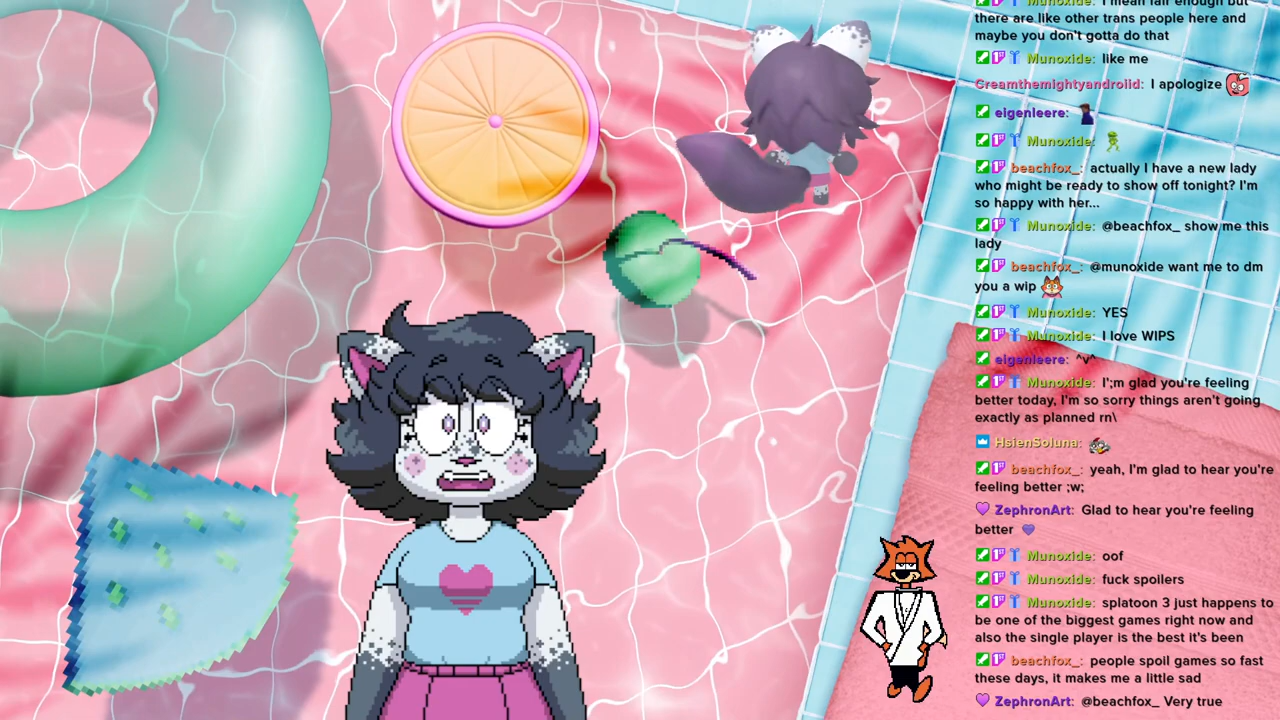 Munoxide: I mean fair enough but
there are like other trans people here and
maybe you don't gotta do that
Munoxide: like me
Creamthemightyandroiid: I apologize
eigenleere:
Munoxide:
beachfox_: actually I have a new lady
who might be ready to show off tonight? I'm
so happy with her...
Munoxide: @beachfox_ show me this
lady
beachfox_: @munoxide want me to dm
you a wip
Munoxide: YES
Munoxide: I love WIPS
eigenleere: ^v^
Munoxide: I';m glad you're feeling
better today, I'm so sorry things aren't going
exactly as planned rn\
HsienSoluna:
beachfox_: yeah, I'm glad to hear you're
feeling better ;w;
ZephronArt: Glad to hear you're feeling
better
Munoxide: oof
Munoxide: fuck spoilers
Munoxide: splatoon 3 just happens to
be one of the biggest games right now and
also the single player is the best it's been
beachfox_: people spoil games so fast
these days, it makes me a little sad
ZephronArt: @beachfox_ Very true